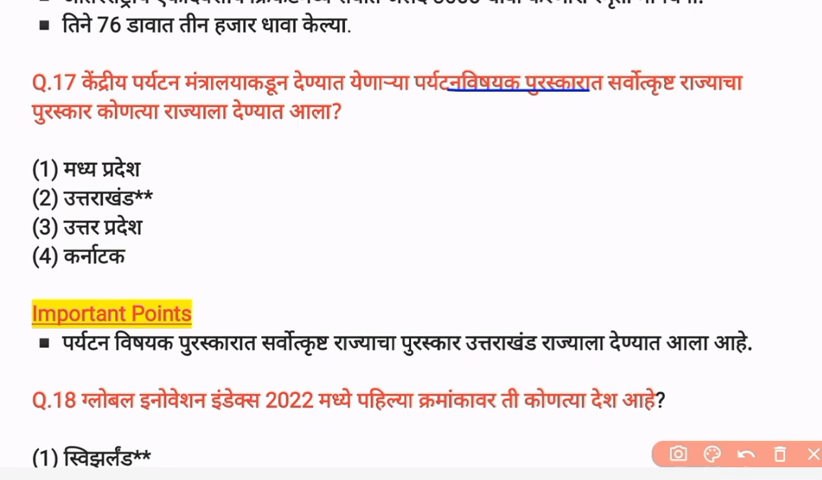 ▪ तिने 76 डावात तीन हजार धावा केल्या.
Q.17 केंद्रीय पर्यटन मंत्रालयाकडून देण्यात येणाऱ्या पर्यटनविषयक पुरस्कारात सर्वोत्कृष्ट राज्याचा
पुरस्कार कोणत्या राज्याला देण्यात आला?
(1) मध्य प्रदेश
(2) उत्तराखंड**
(3) उत्तर प्रदेश
(4) कर्नाटक
Important Points
▪ पर्यटन विषयक पुरस्कारात सर्वोत्कृष्ट राज्याचा पुरस्कार उत्तराखंड राज्याला देण्यात आला आहे.
Q.18 ग्लोबल इनोवेशन इंडेक्स 2022 मध्ये पहिल्या क्रमांकावर ती कोणत्या देश आहे?
(1) स्विझर्लंड**